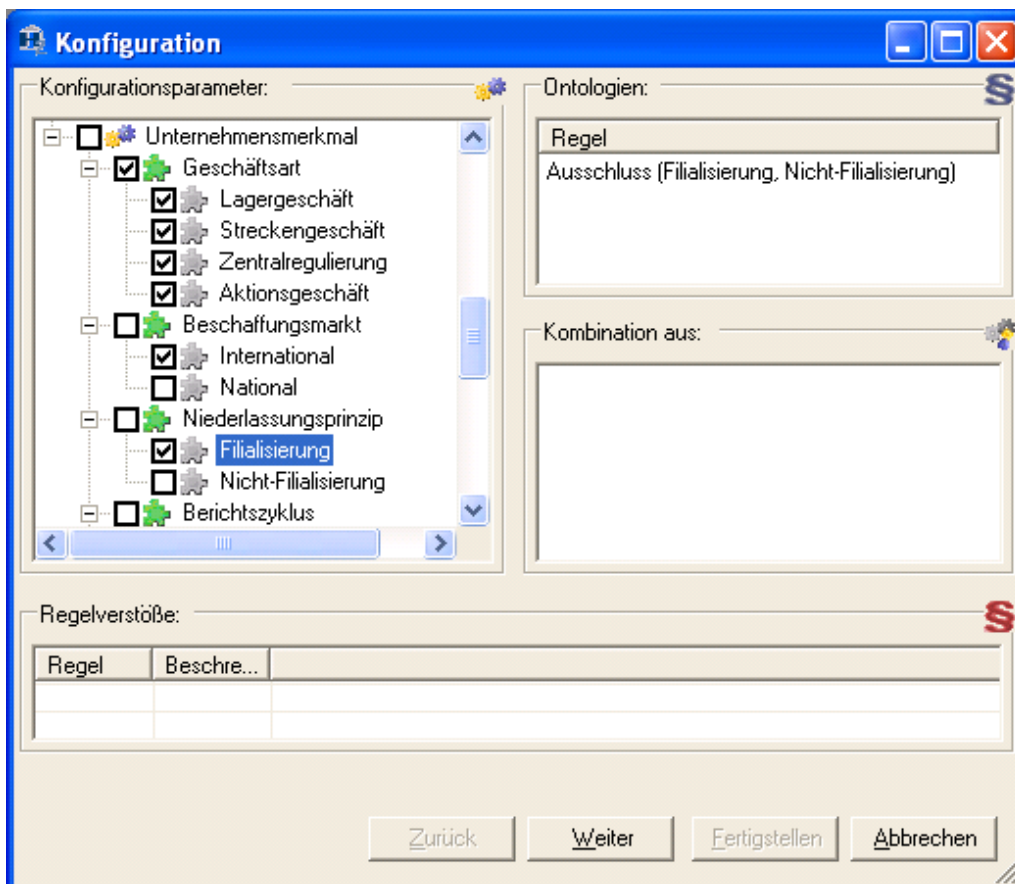 Konfiguration
Konfigurationsparameter:
Unternehmensmerkmal
Geschäftsart
Lagergeschäft
Streckengeschäft
Zentralregulierung
Aktionsgeschäft
Beschaffungsmarkt
International
National
Niederlassungsprinzip
Filialisierung
Nicht-Filialisierung
Berichtszyklus
Ontologien:
§
Regel
Ausschluss (Filialisierung, Nicht-Filialisierung)
Kombination aus:
Regelverstöße:
§
Regel Beschre...
Zurück Weiter Fertigstellen Abbrechen